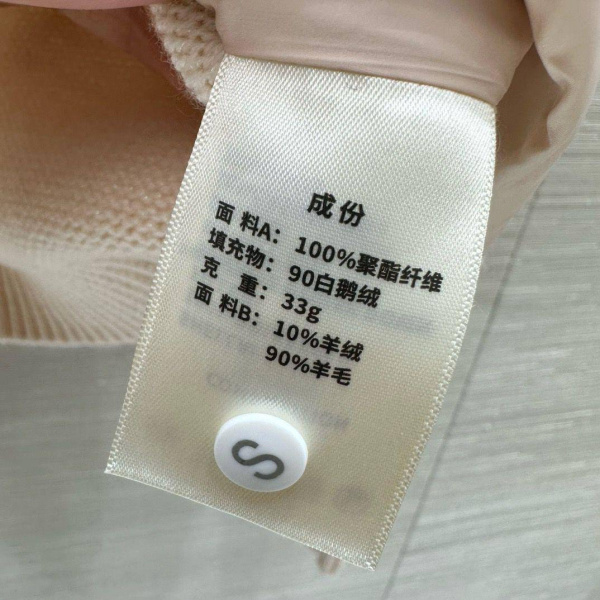 成份
面 料A: 100%聚酯纤维
填充物: 90白鹅绒
克 重: 33g
面 料B: 10%羊绒
90%羊毛
S